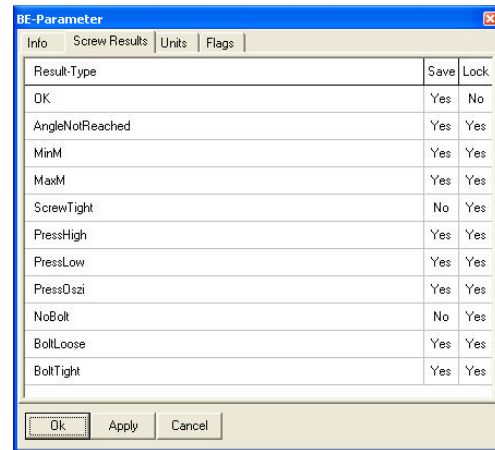 BE-Parameter
Info Screw Results Units Flags
Result-Type Save Lock
OK Yes No
AngleNotReached Yes Yes
MinM Yes Yes
MaxM Yes Yes
ScrewTight No Yes
PressHigh Yes Yes
PressLow Yes Yes
PressOszi Yes Yes
NoBolt No Yes
BoltLoose Yes Yes
BoltTight Yes Yes
Ok Apply Cancel